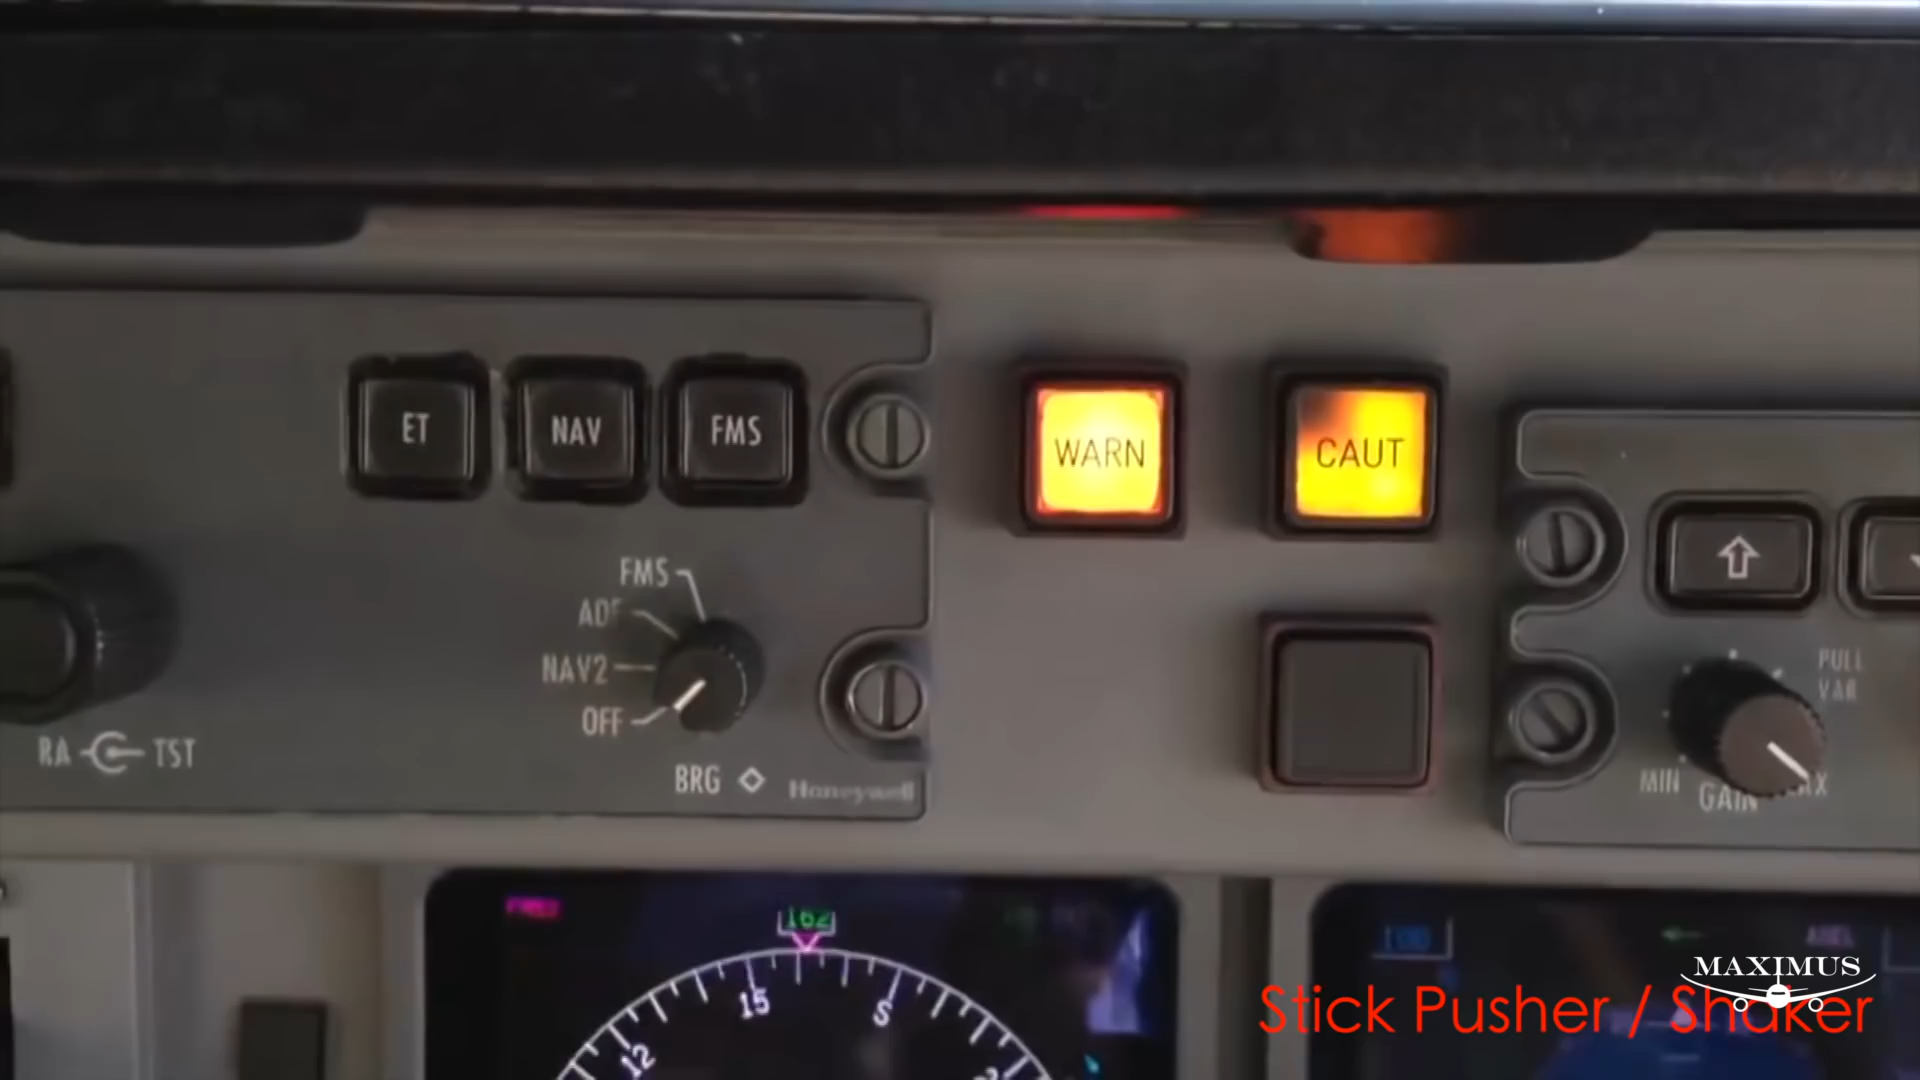 ET
NAV
FMS
WARN
CAUT
FMS
ADF
NAV2
OFF
RA
TST
BRG
Honeywell
PULL
VAR
MIN
GAIN
162
15
S
12
MAXIMUS
Stick Pusher / Shaker